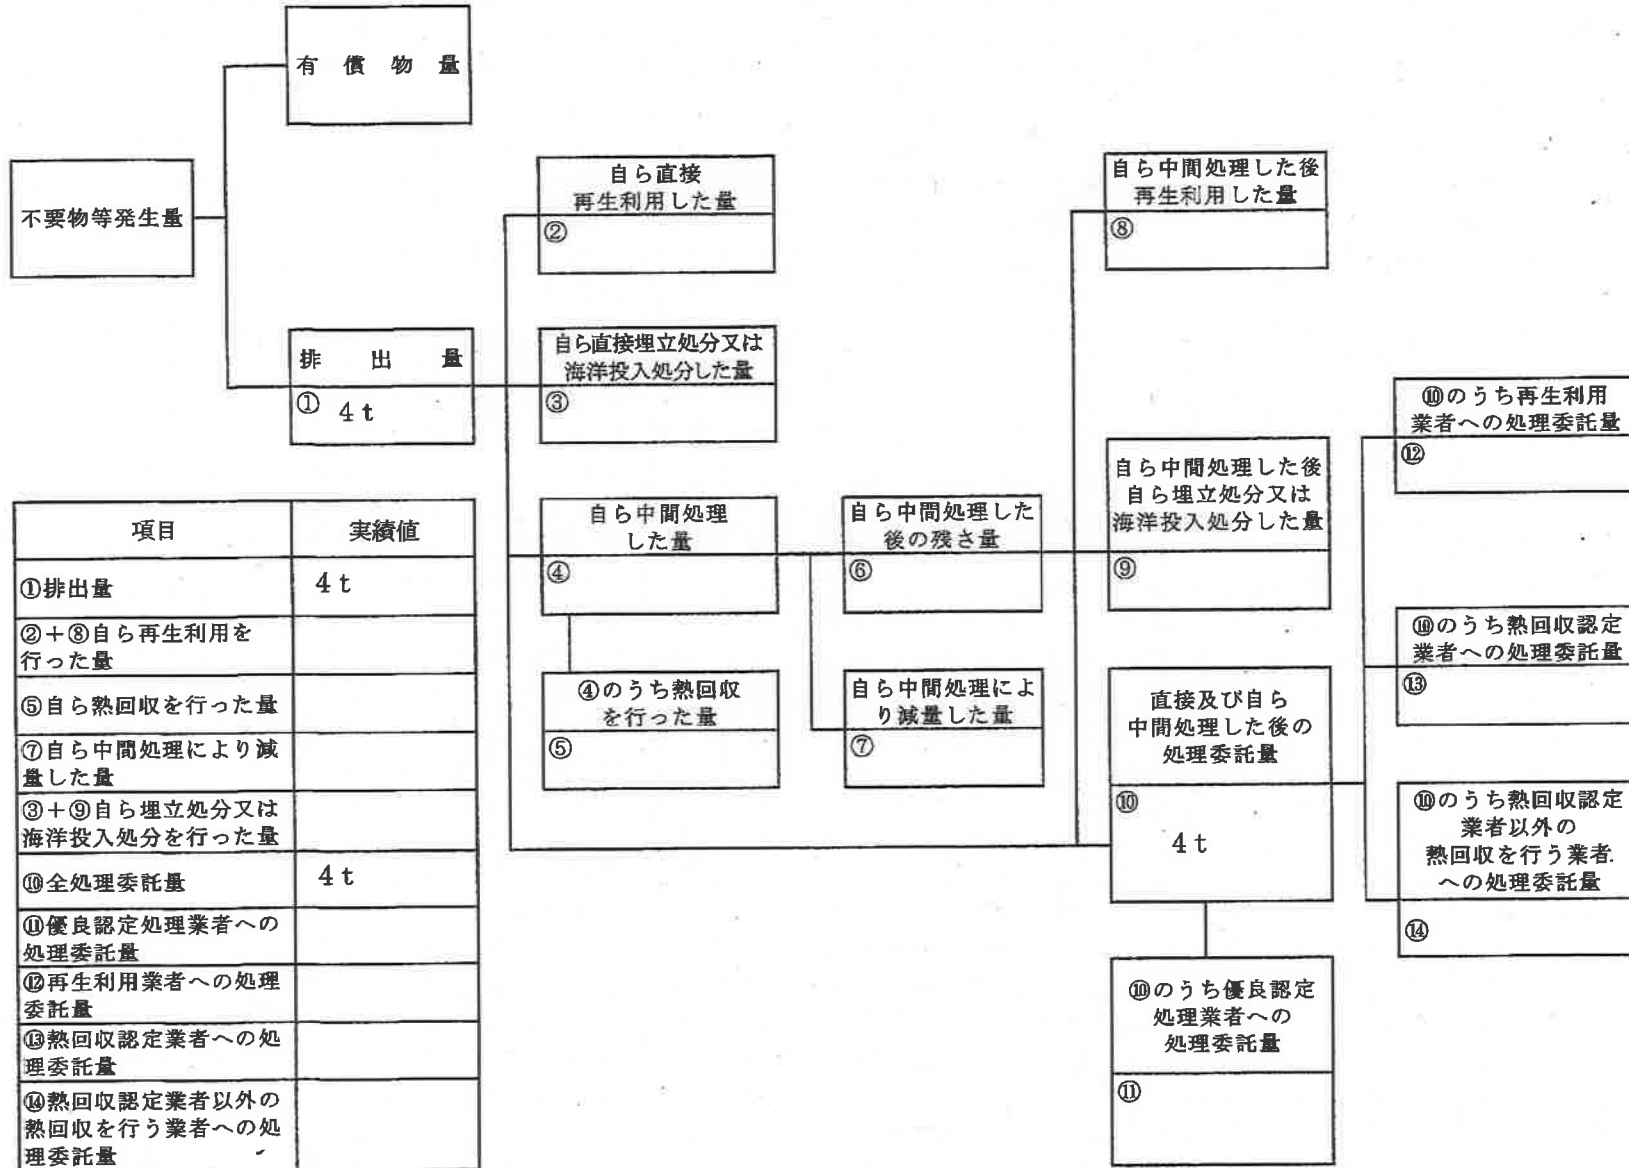 有償物量
不要物等発生量
排出量
① 4t
自ら直接
再生利用した量
②
自ら直接埋立処分又は
海洋投入処分した量
③
自ら中間処理
した量
④
④のうち熱回収
を行った量
⑤
自ら中間処理した
後の残さ量
⑥
自ら中間処理によ
り減量した量
⑦
自ら中間処理した後
再生利用した量
⑧
自ら中間処理した後
自ら埋立処分又は
海洋投入処分した量
⑨
直接及び自ら
中間処理した後の
処理委託量
⑩
4t
⑩のうち優良認定
処理業者への
処理委託量
⑪
⑩のうち再生利用
業者への処理委託量
⑫
⑩のうち熱回収認定
業者への処理委託量
⑬
⑩のうち熱回収認定
業者以外の
熱回収を行う業者
への処理委託量
⑭
項目 実績値
①排出量 4t
②+⑧自ら再生利用を
行った量
⑤自ら熱回収を行った量
⑦自ら中間処理により減
量した量
③+⑨自ら埋立処分又は
海洋投入処分を行った量
⑩全処理委託量 4t
⑪優良認定処理業者への
処理委託量
⑫再生利用業者への処理
委託量
⑬熱回収認定業者への処
理委託量
⑭熱回収認定業者以外の
熱回収を行う業者への処
理委託量